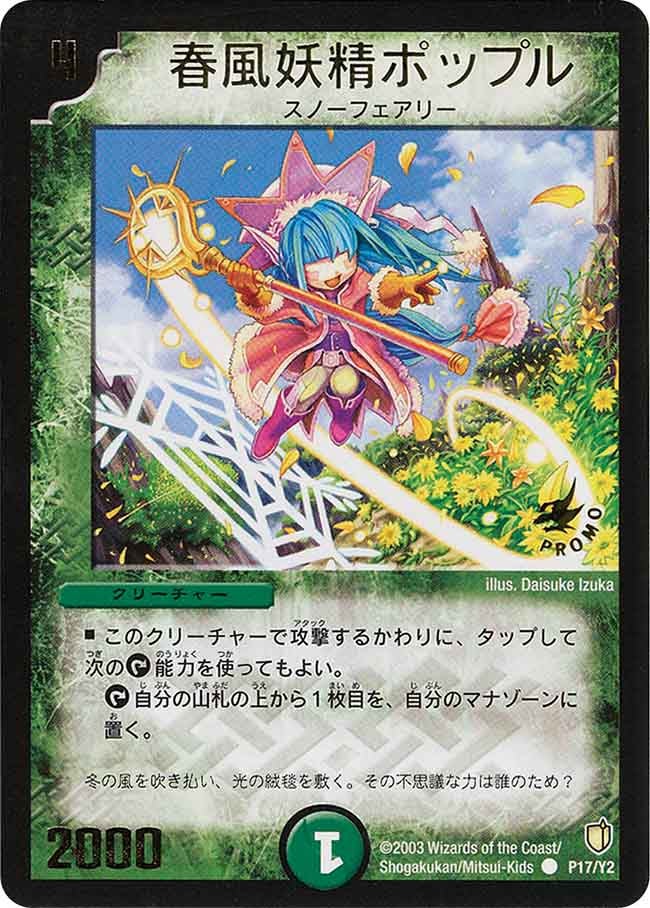 4
春風妖精ポップル
スノーフェアリー
PROMO
illus. Daisuke Izuka
クリーチャー
■ このクリーチャーで攻撃するかわりに、タップして
次の能力を使ってもよい。
自分の山札の上から1枚目を、自分のマナゾーンに
置く。
冬の風を吹き払い、光の絨毯を敷く。その不思議な力は誰のため?
2000
1
©2003 Wizards of the Coast/
Shogakukan/Mitsui-Kids ● P17/Y2